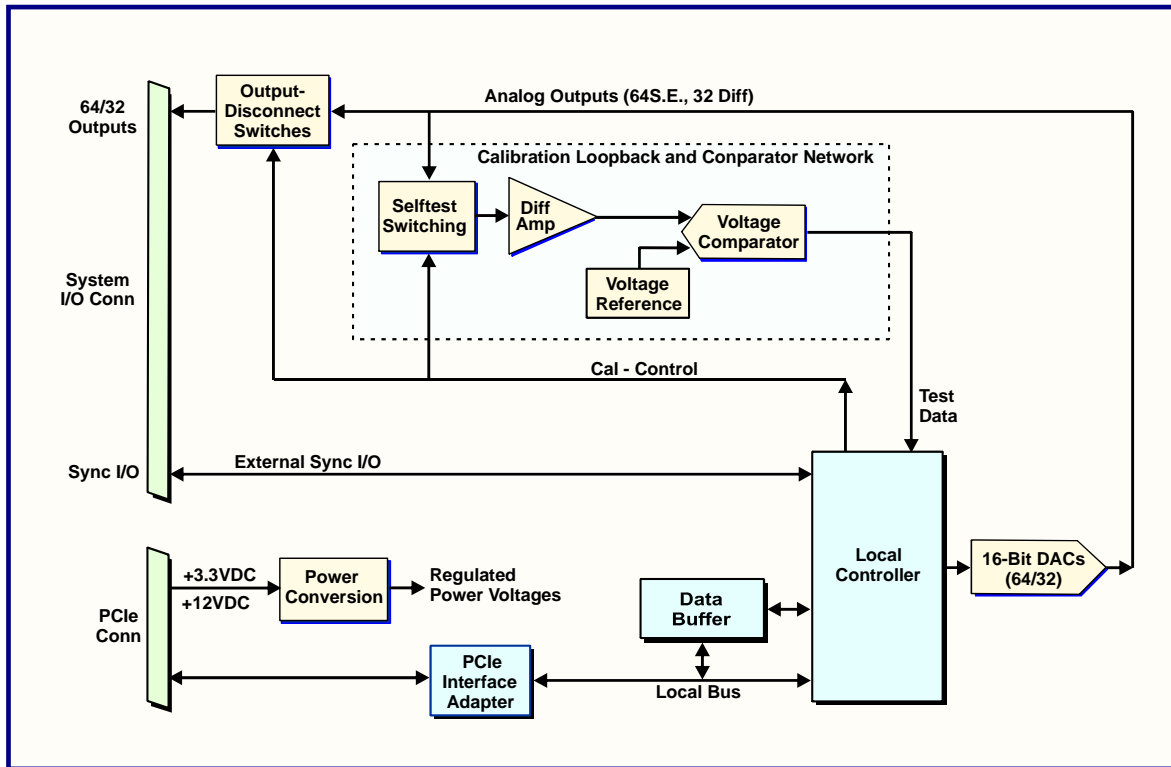 64/32
Outputs
Output-
Disconnect
Switches
Analog Outputs (64S.E., 32 Diff)
Calibration Loopback and Conparator Network
Selftest
Switching
Diff
Amp
Voltage
Comparator
Voltage
Reference
System
I/O Conn
Cal - Control
Test
Data
Sync I/O
External Sync I/O
Local
Controller
16-Bit DACs
(64/32)
PCIe
Conn
+3.3VDC
+12VDC
Power
Conversion
Regulated
Power Voltages
Data
Buffer
PCIe
Interface
Adapter
Local Bus